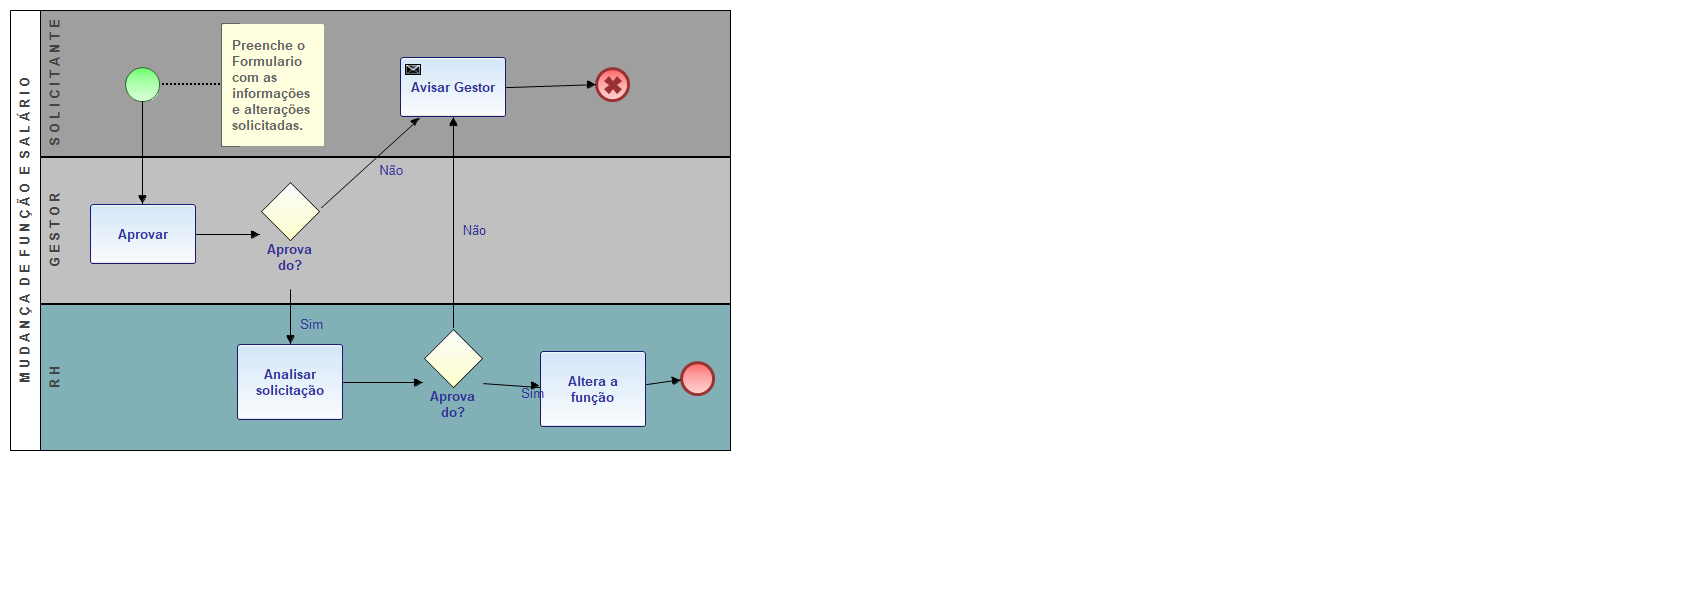 MUDANÇA DE FUNÇÃO E SALÁRIO
SOLICITANTE
Preenche o
Formulario
com as
informações
e alterações
solicitadas.
Avisar Gestor
GESTOR
Aprovar
Aprova
do?
Não
Não
RH
Sim
Analisar
solicitação
Aprova
do?
Sim
Altera a
função